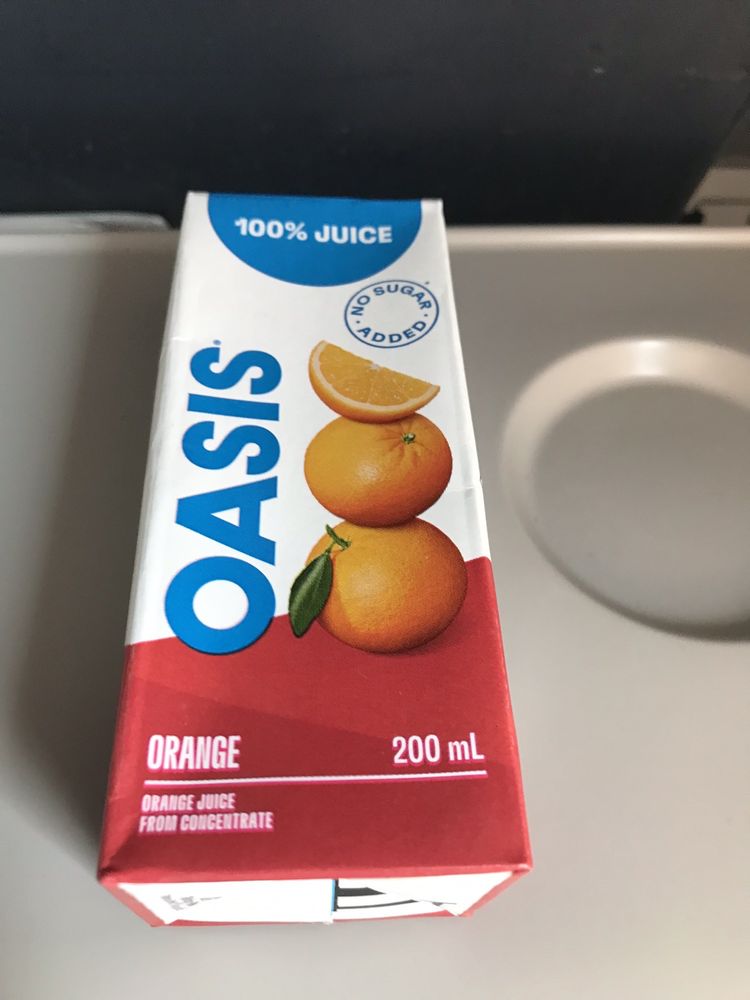 100% JUICE
NO SUGAR
ADDED
OASIS
ORANGE
200 mL
ORANGE JUICE
FROM CONCENTRATE